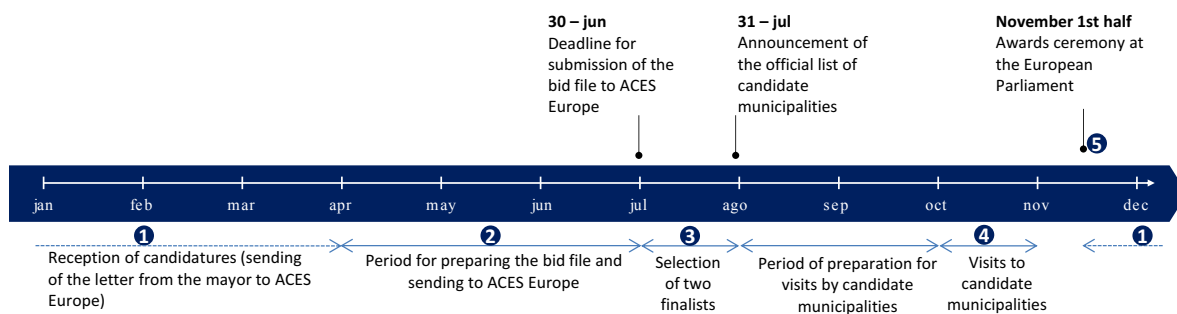 30 – jun
Deadline for
submission of the
bid file to ACES
Europe
31 – jul
Announcement of
the official list of
candidate
municipalities
November 1st half
Awards ceremony at
the European
Parliament
5
jan feb mar apr may jun jul ago sep oct nov dec
1 2 3 4 1
Reception of candidatures (sending
of the letter from the mayor to ACES
Europe)
Period for preparing the bid file and
sending to ACES Europe
Selection
of two
finalists
Period of preparation for
visits by candidate
municipalities
Visits to
candidate
municipalities